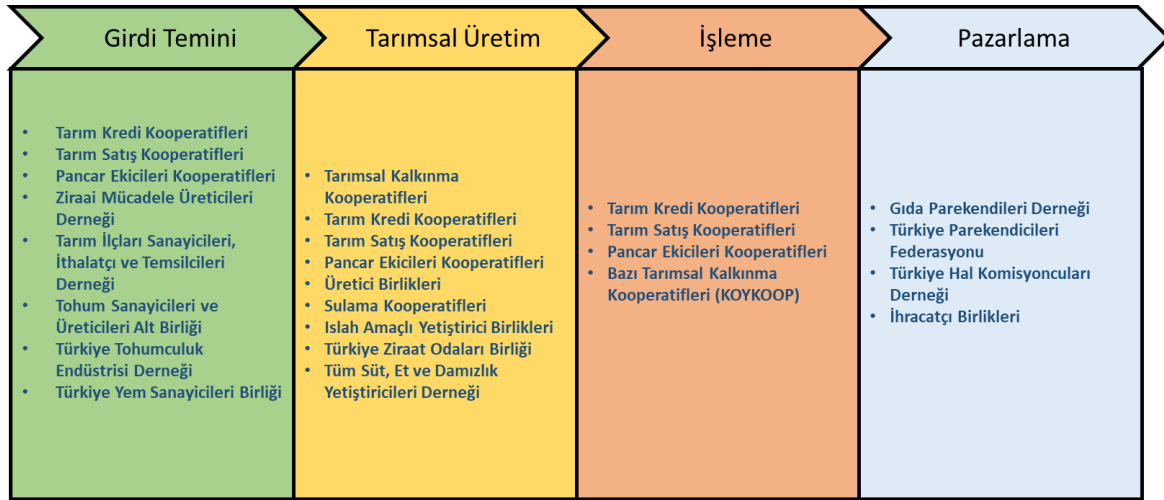 Girdi Temini
Tarımsal Üretim
İşleme
Pazarlama
• Tarım Kredi Kooperatifleri
• Tarım Satış Kooperatifleri
• Pancar Ekicileri Kooperatifleri
• Ziraai Mücadele Üreticileri
Derneği
• Tarım İlçları Sanayicileri,
İthalatçı ve Temsilcileri
Derneği
• Tohum Sanayicileri ve
Üreticileri Alt Birliği
• Türkiye Tohumculuk
Endüstrisi Derneği
• Türkiye Yem Sanayicileri Birliği
• Tarımsal Kalkınma
Kooperatifleri
• Tarım Kredi Kooperatifleri
• Tarım Satış Kooperatifleri
• Pancar Ekicileri Kooperatifleri
• Üretici Birlikleri
• Sulama Kooperatifleri
• Islah Amaçlı Yetiştirici Birlikleri
• Türkiye Ziraat Odaları Birliği
• Tüm Süt, Et ve Damızlık
Yetiştiricileri Derneği
• Tarım Kredi Kooperatifleri
• Tarım Satış Kooperatifleri
• Pancar Ekicileri Kooperatifleri
• Bazı Tarımsal Kalkınma
Kooperatifleri (KOYKOOP)
• Gıda Parekendileri Derneği
• Türkiye Parekendicileri
Federasyonu
• Türkiye Hal Komisyoncuları
Derneği
• İhracatçı Birlikleri